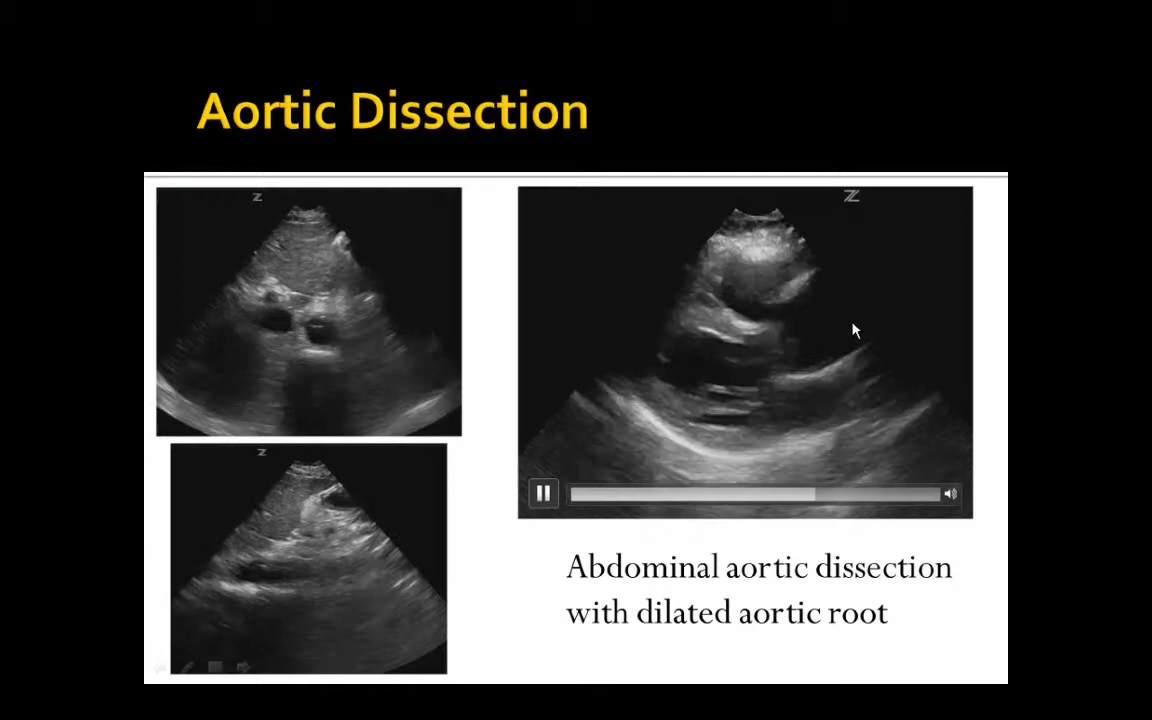 Aortic Dissection
Z
Z
Z
Abdominal aortic dissection
with dilated aortic root